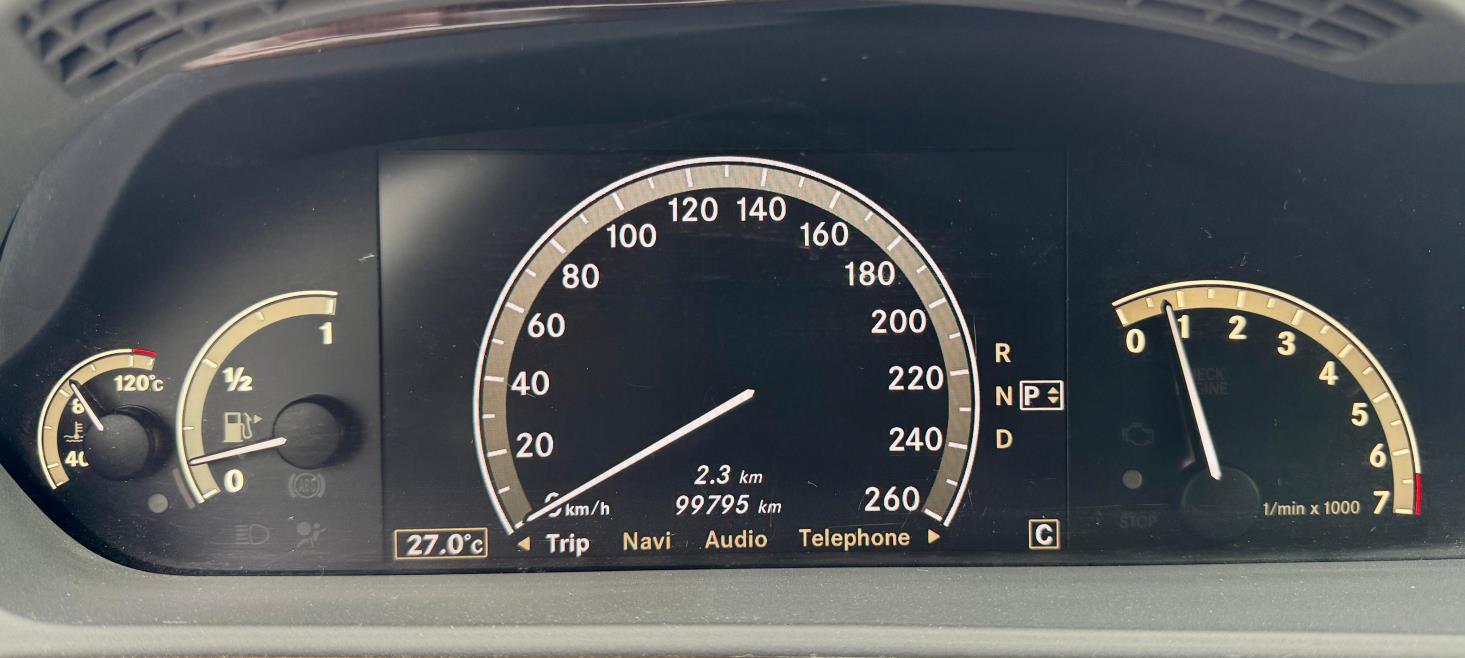 120°c
40
1
½
0
ABS
120 140
100
160
80
180
60
200
40
220
20
240
260
km/h
2.3 km
99795 km
27.0°c
Trip Navi Audio Telephone
R
N P
D
C
0 1 2 3 4 5 6 7
1/min x 1000
STOP